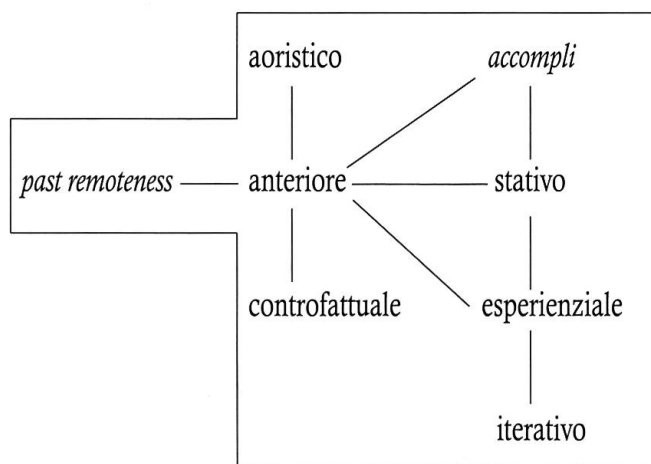 aoristico accompli
past remoteness anteriore stativo
controfattuale esperienziale
iterativo